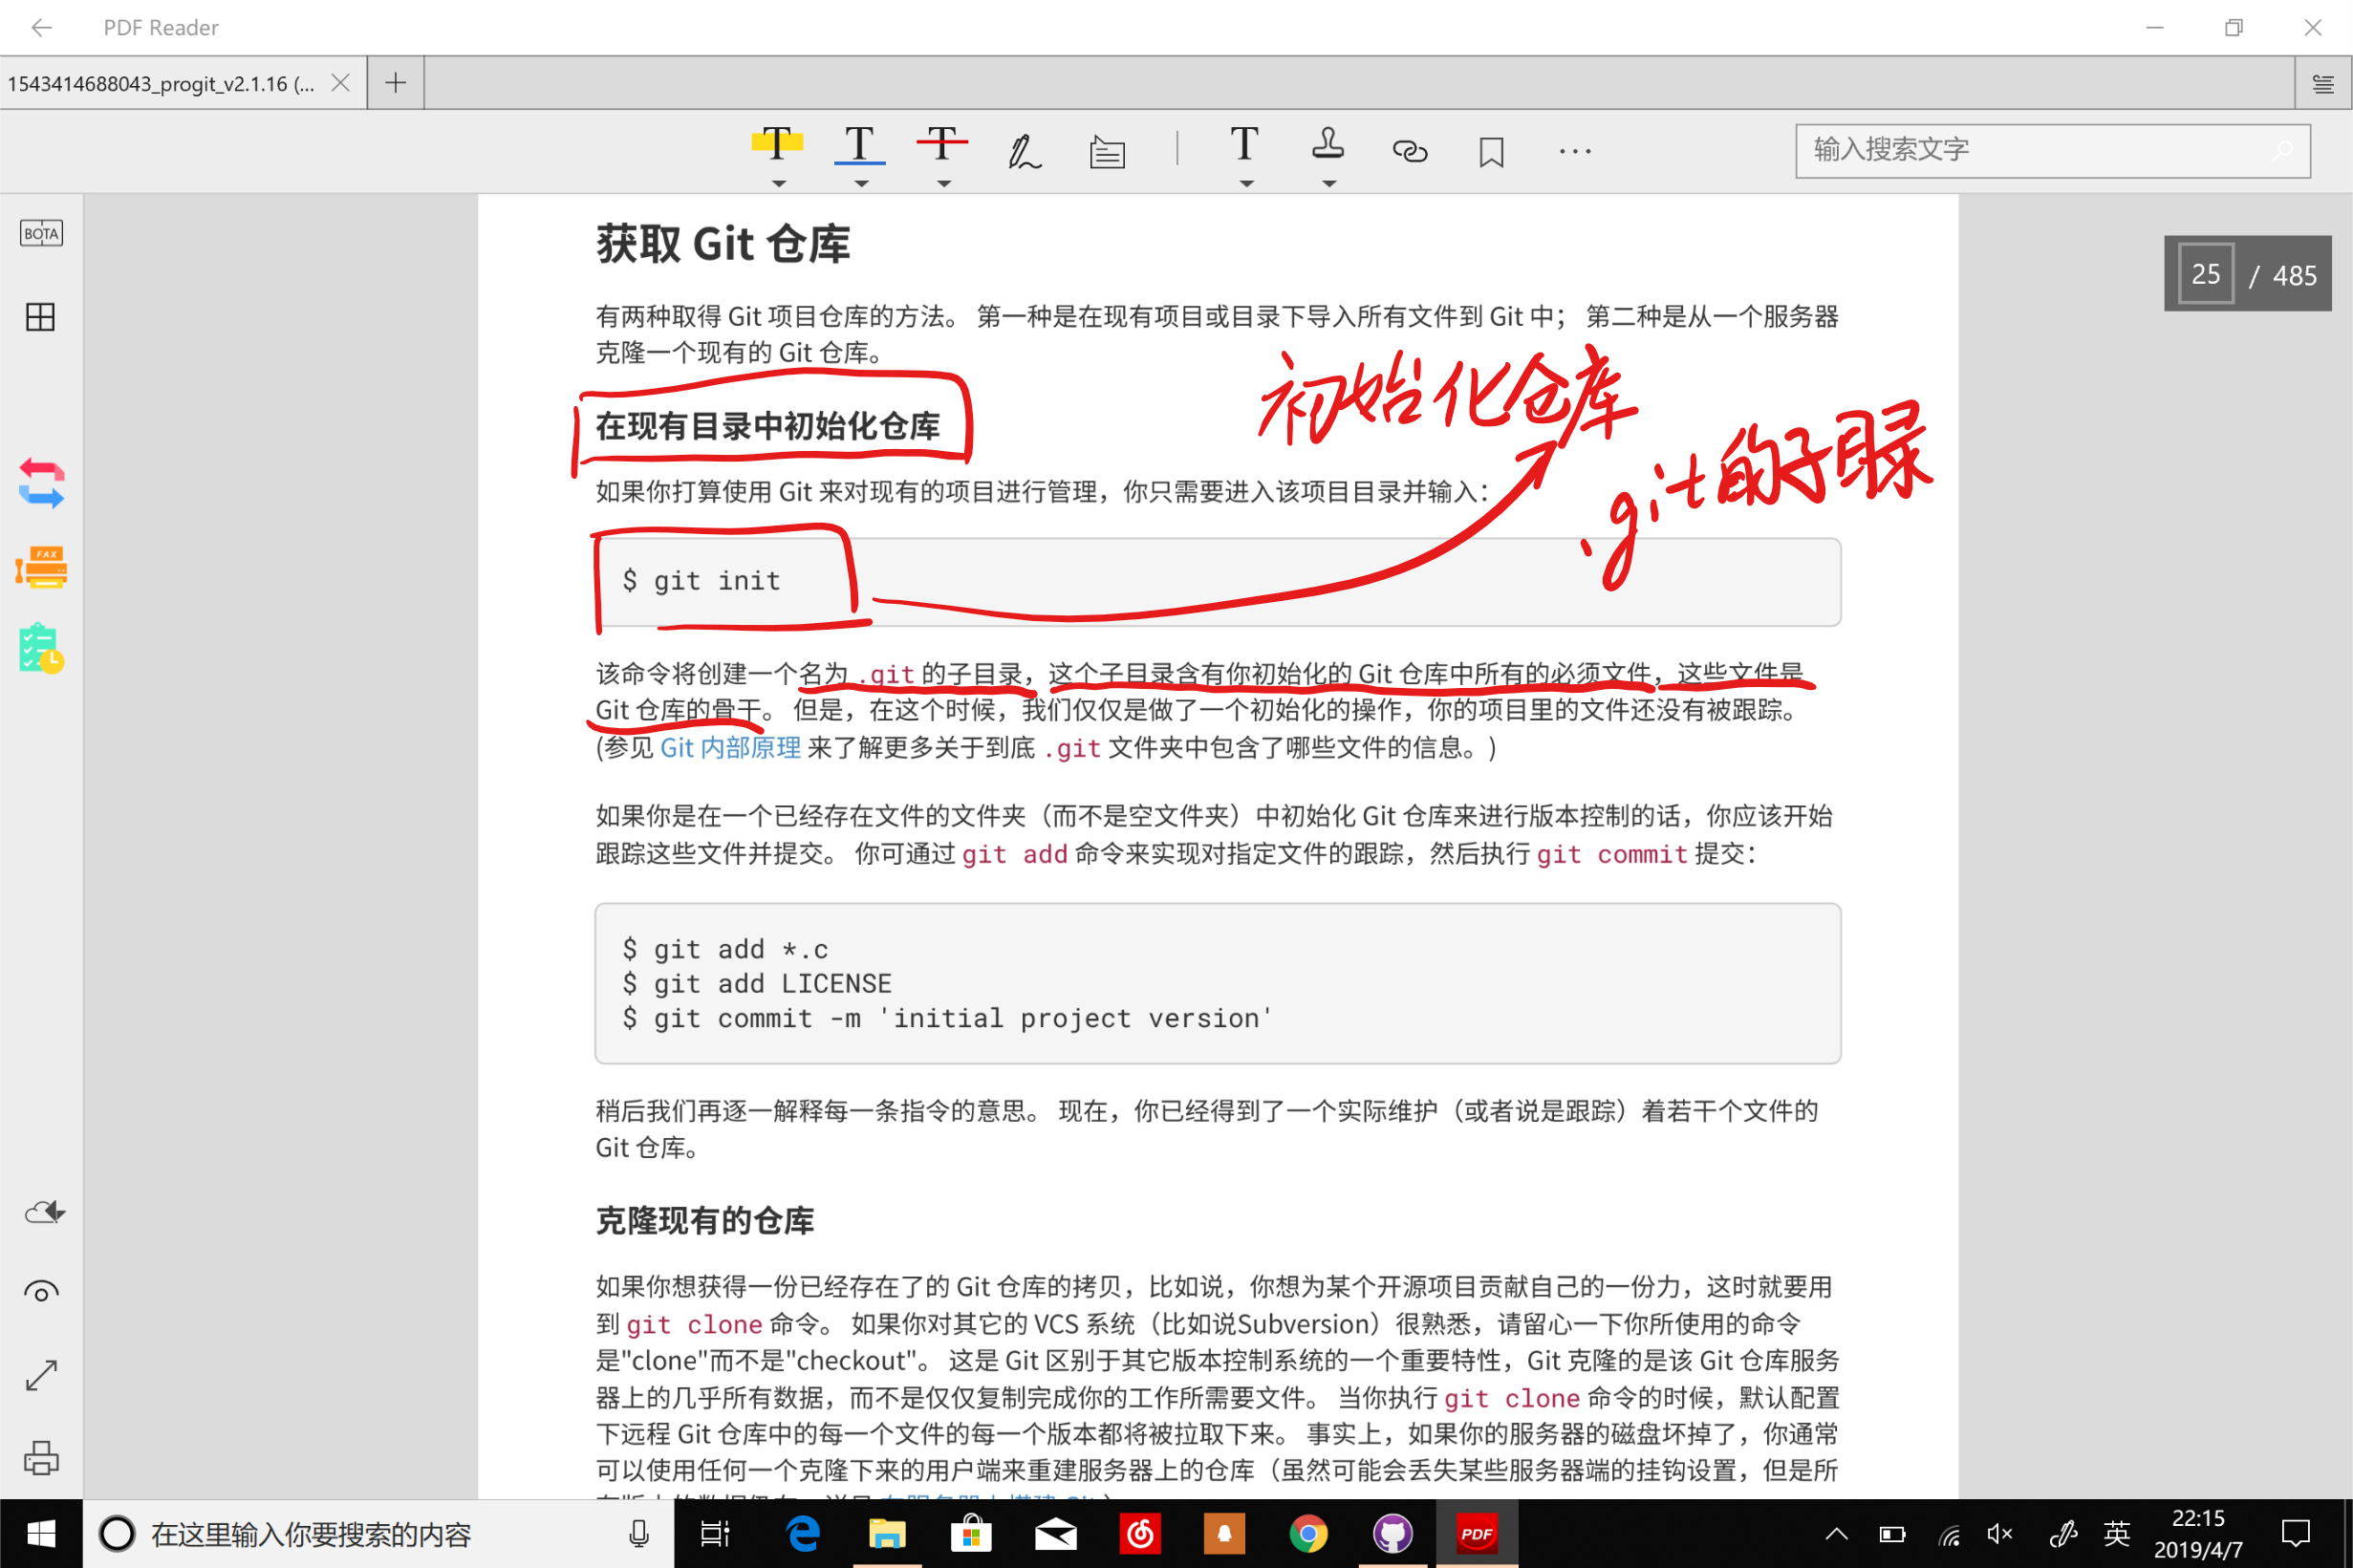 PDF Reader
1543414688043_progit_v2.1.16 (...
输入搜索文字
BOTA
25 / 485
获取 Git 仓库
有两种取得 Git 项目仓库的方法。 第一种是在现有项目或目录下导入所有文件到 Git 中； 第二种是从一个服务器
克隆一个现有的 Git 仓库。
初始化仓库
.git的子目录
在现有目录中初始化仓库
如果你打算使用 Git 来对现有的项目进行管理，你只需要进入该项目目录并输入：
$ git init
该命令将创建一个名为 .git 的子目录，这个子目录含有你初始化的 Git 仓库中所有的必须文件，这些文件是
Git 仓库的骨干。 但是，在这个时候，我们仅仅是做了一个初始化的操作，你的项目里的文件还没有被跟踪。
(参见 Git 内部原理 来了解更多关于到底 .git 文件夹中包含了哪些文件的信息。)
如果你是在一个已经存在文件的文件夹（而不是空文件夹）中初始化 Git 仓库来进行版本控制的话，你应该开始
跟踪这些文件并提交。 你可通过 git add 命令来实现对指定文件的跟踪，然后执行 git commit 提交：
$ git add *.c
$ git add LICENSE
$ git commit -m 'initial project version'
稍后我们再逐一解释每一条指令的意思。 现在，你已经得到了一个实际维护（或者说是跟踪）着若干个文件的
Git 仓库。
克隆现有的仓库
如果你想获得一份已经存在了的 Git 仓库的拷贝，比如说，你想为某个开源项目贡献自己的一份力，这时就要用
到 git clone 命令。 如果你对其它的 VCS 系统（比如说Subversion）很熟悉，请留心一下你所使用的命令
是"clone"而不是"checkout"。 这是 Git 区别于其它版本控制系统的一个重要特性，Git 克隆的是该 Git 仓库服务
器上的几乎所有数据，而不是仅仅复制完成你的工作所需要文件。 当你执行 git clone 命令的时候，默认配置
下远程 Git 仓库中的每一个文件的每一个版本都将被拉取下来。 事实上，如果你的服务器的磁盘坏掉了，你通常
可以使用任何一个克隆下来的用户端来重建服务器上的仓库（虽然可能会丢失某些服务器端的挂钩设置，但是所
FAX
在这里输入你要搜索的内容
PDF
英
22:15
2019/4/7